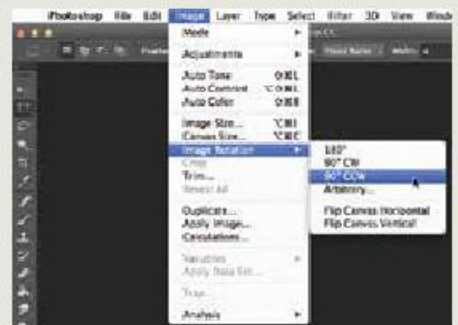 Photoshop File Edit Image Layer Type Select Filter 3D View Window
Mode
Adjustments
Auto Tone ⇧⌘L
Auto Contrast ⌥⇧⌘L
Auto Color ⇧⌘B
Image Size... ⌥⌘I
Canvas Size... ⌥⌘C
Image Rotation
180°
90° CW
90° CCW
Arbitrary...
Flip Canvas Horizontal
Flip Canvas Vertical
Crop
Trim...
Reveal All
Duplicate...
Apply Image...
Calculations...
Variables
Apply Data Set...
Trap...
Analysis